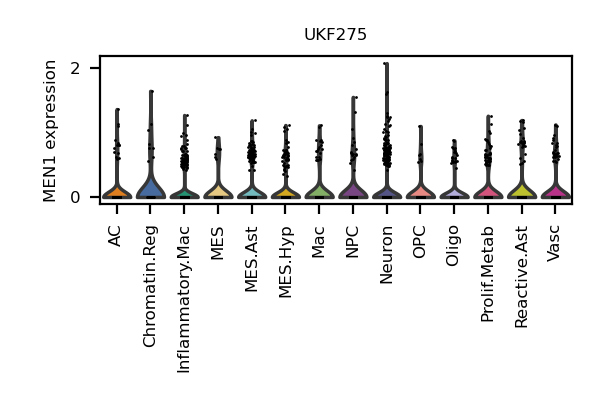 UKF275
MEN1 expression
2
0
AC
Chromatin.Reg
Inflammatory.Mac
MES
MES.Ast
MES.Hyp
Mac
NPC
Neuron
OPC
Oligo
Prolif.Metab
Reactive.Ast
Vasc